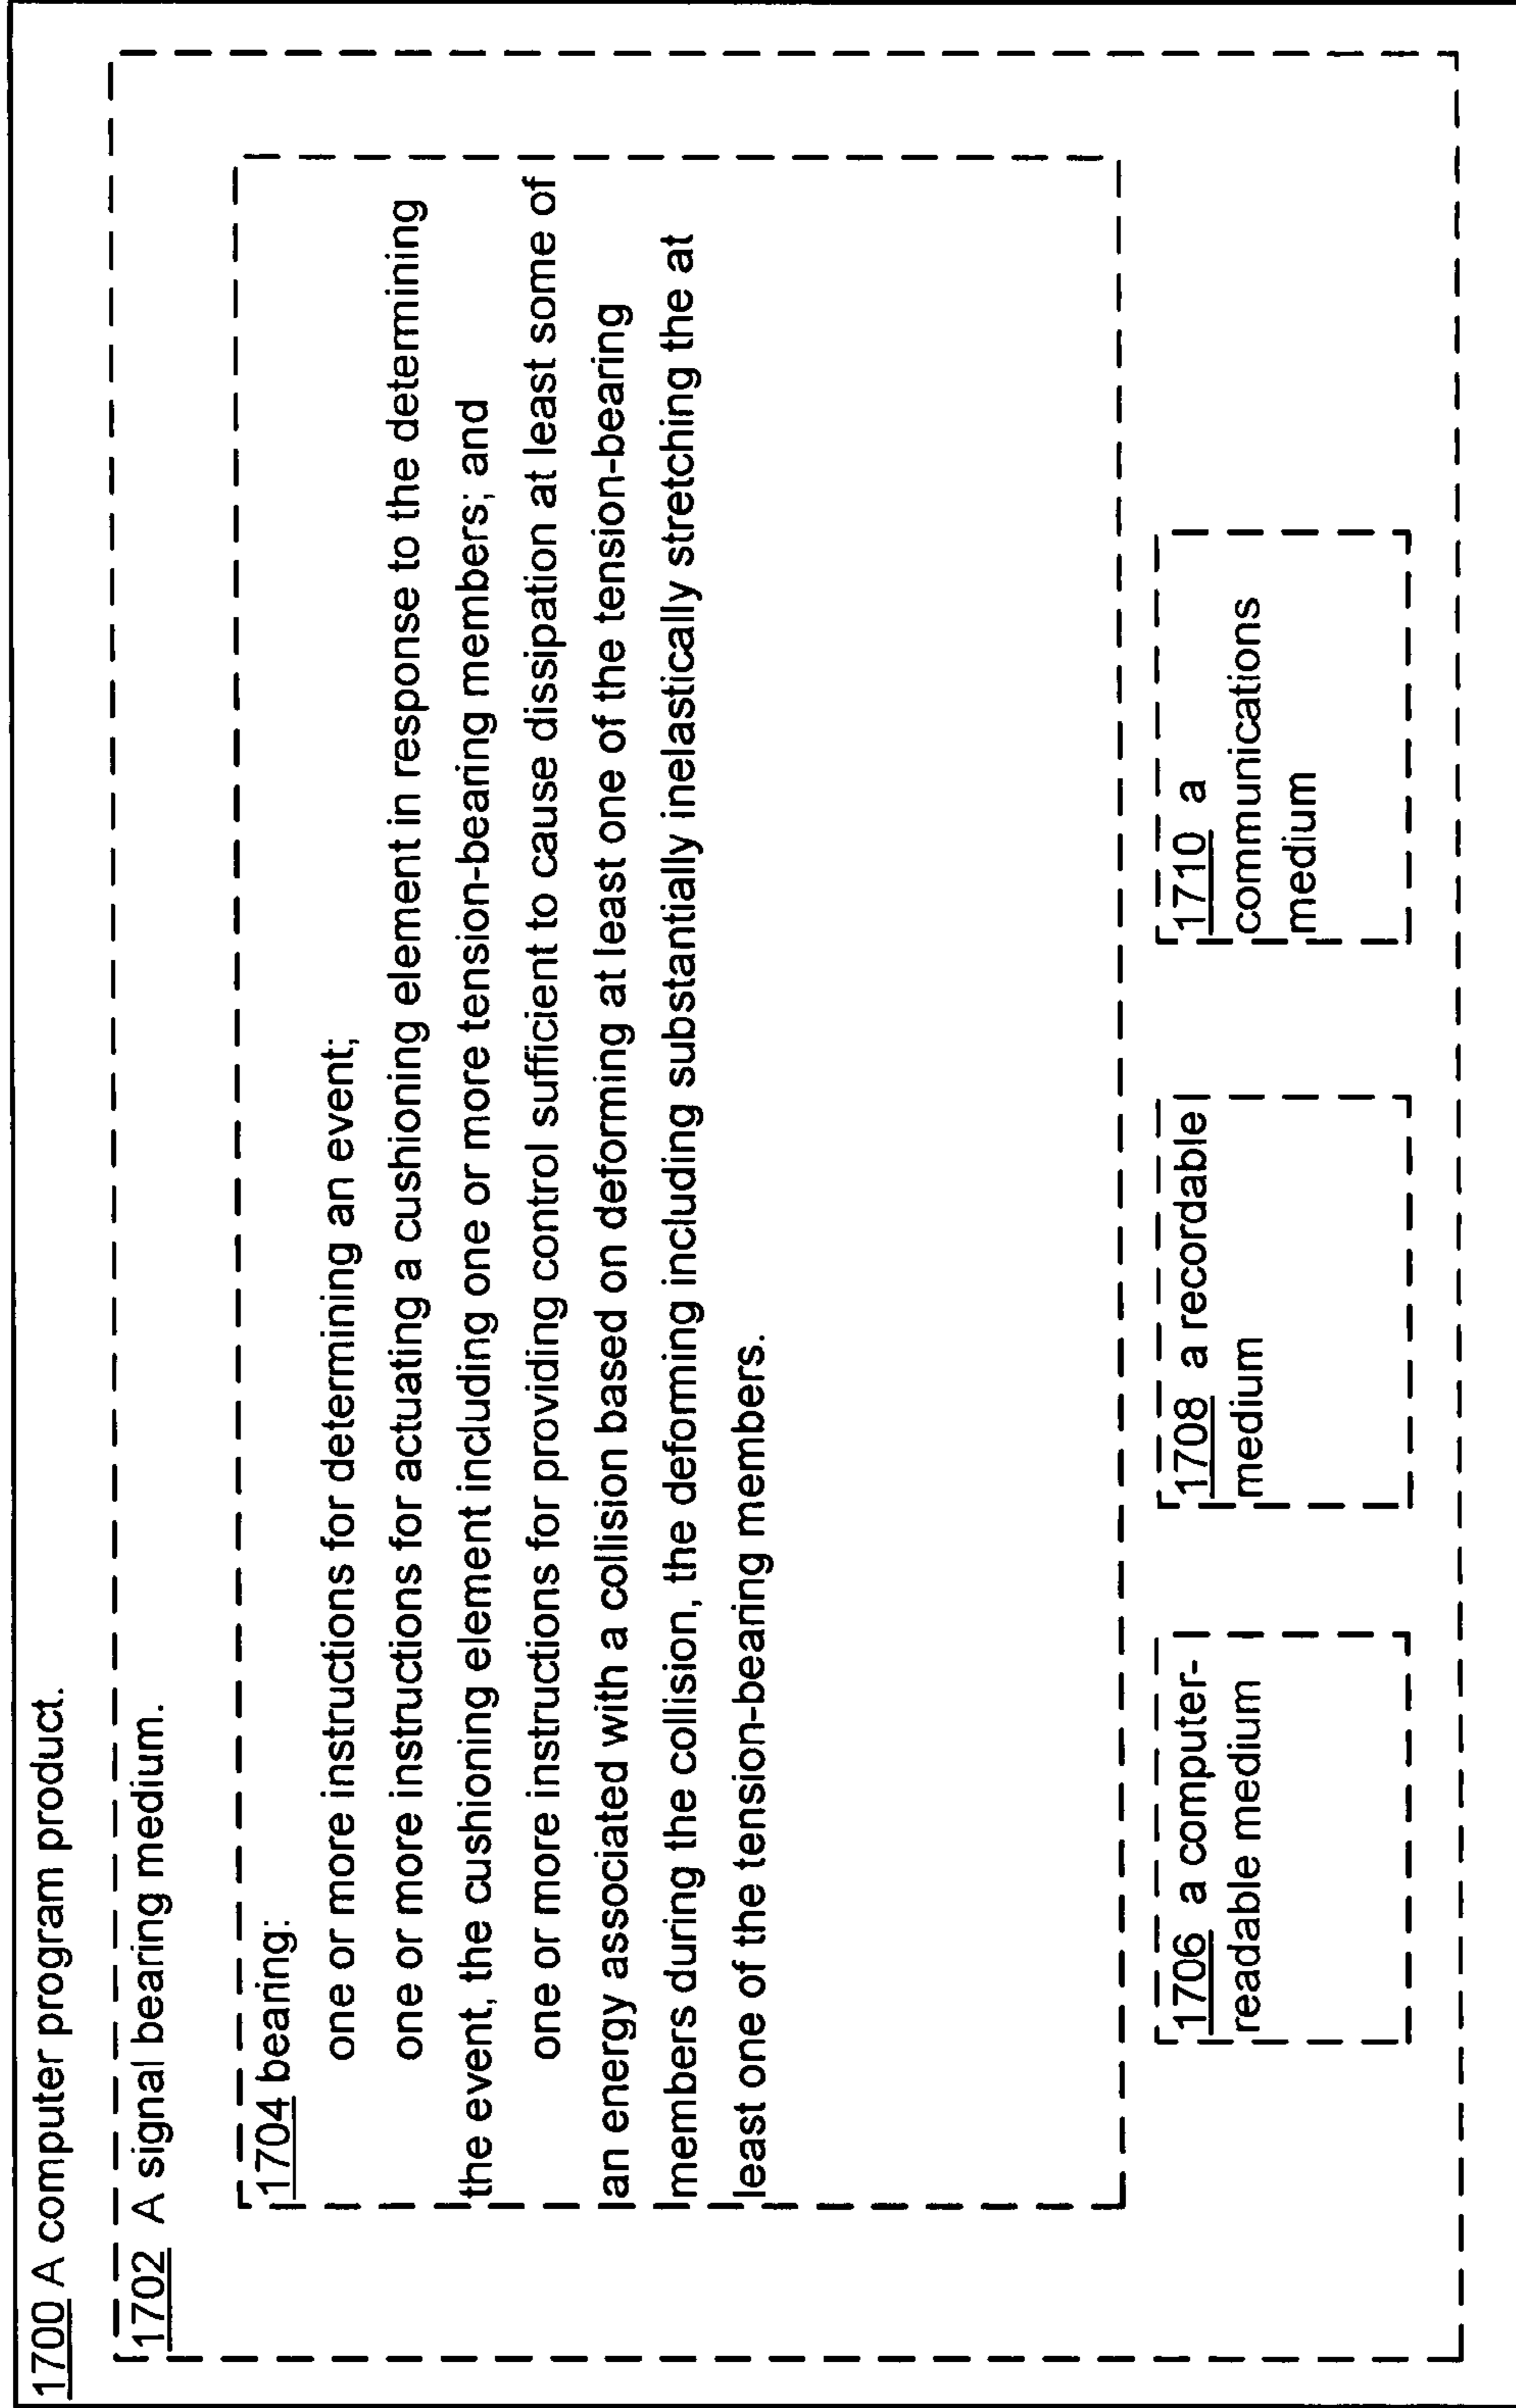 1700 A computer program product.
1702 A signal bearing medium.
1704 bearing:
one or more instructions for determining an event;
one or more instructions for actuating a cushioning element in response to the determining
the event, the cushioning element including one or more tension-bearing members; and
one or more instructions for providing control sufficient to cause dissipation at least some of
an energy associated with a collision based on deforming at least one of the tension-bearing
members during the collision, the deforming including substantially inelastically stretching the at
least one of the tension-bearing members.
1706 a computer-
readable medium
1708 a recordable
medium
1710 a
communications
medium